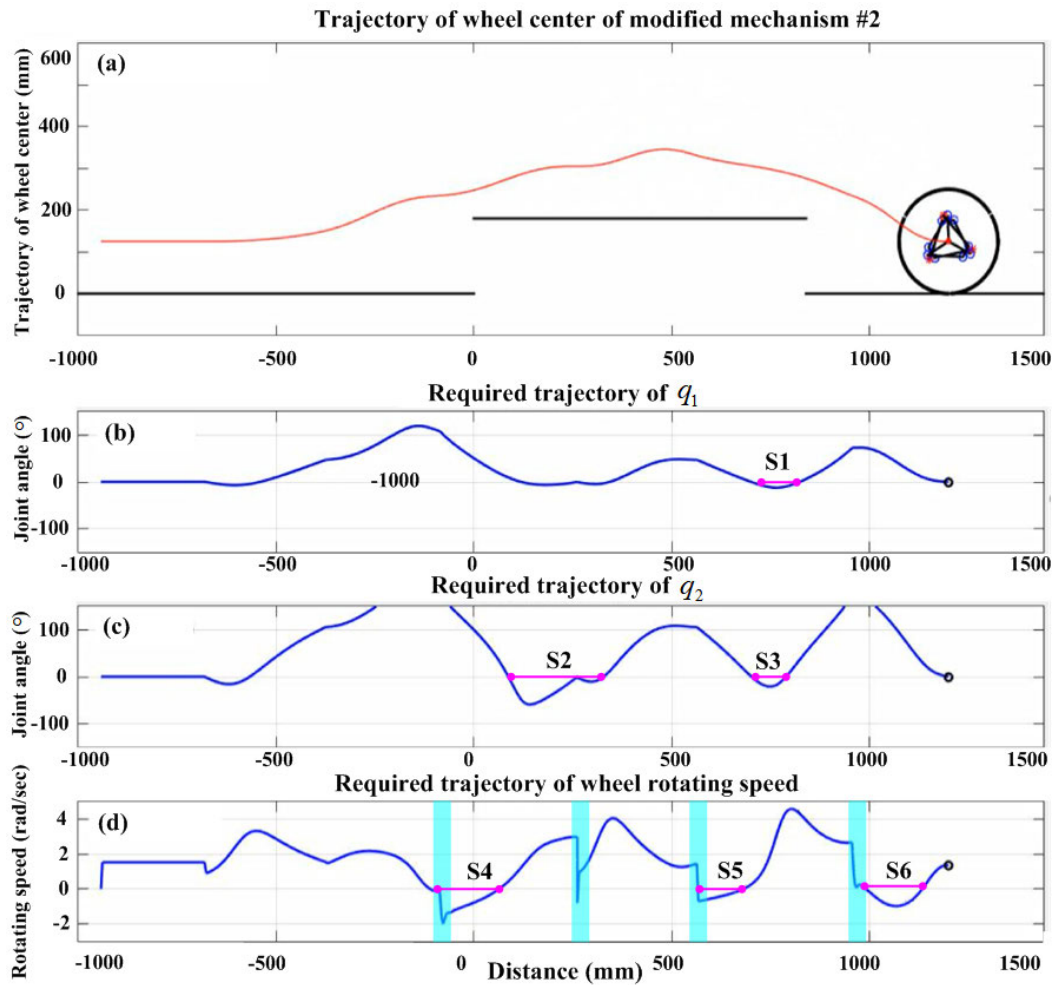 Trajectory of wheel center of modified mechanism #2
Trajectory of wheel center (mm)
(a)
600
400
200
0
-1000 -500 0 500 1000 1500
Required trajectory of q1
Joint angle (°)
(b)
100
0
-100
-1000
S1
-1000 -500 0 500 1000 1500
Required trajectory of q2
Joint angle (°)
(c)
100
0
-100
S2
S3
-1000 -500 0 500 1000 1500
Required trajectory of wheel rotating speed
Rotating speed (rad/sec)
(d)
4
2
0
-2
S4
S5
S6
-1000 -500 0 500 1000 1500
Distance (mm)